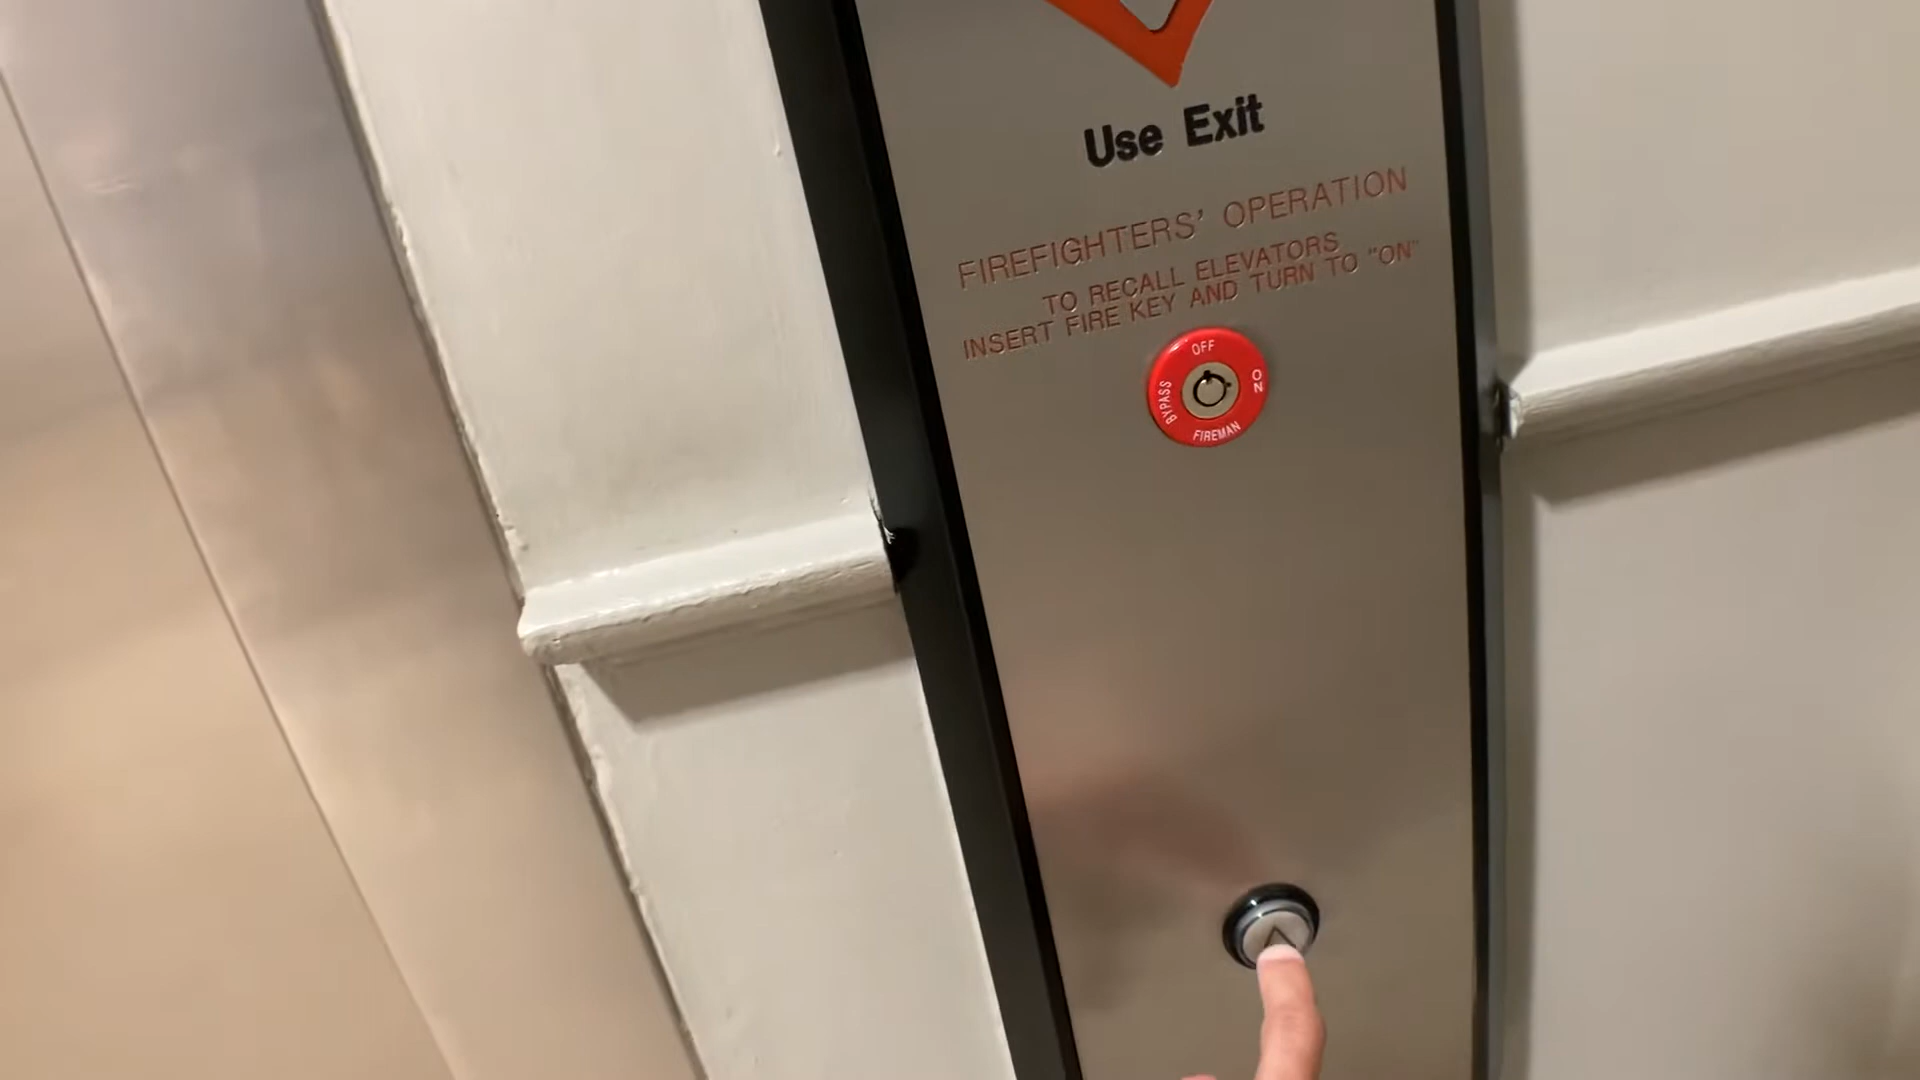 Use Exit
FIREFIGHTERS' OPERATION
TO RECALL ELEVATORS
INSERT FIRE KEY AND TURN TO "ON"
OFF
ON
BYPASS
FIREMAN